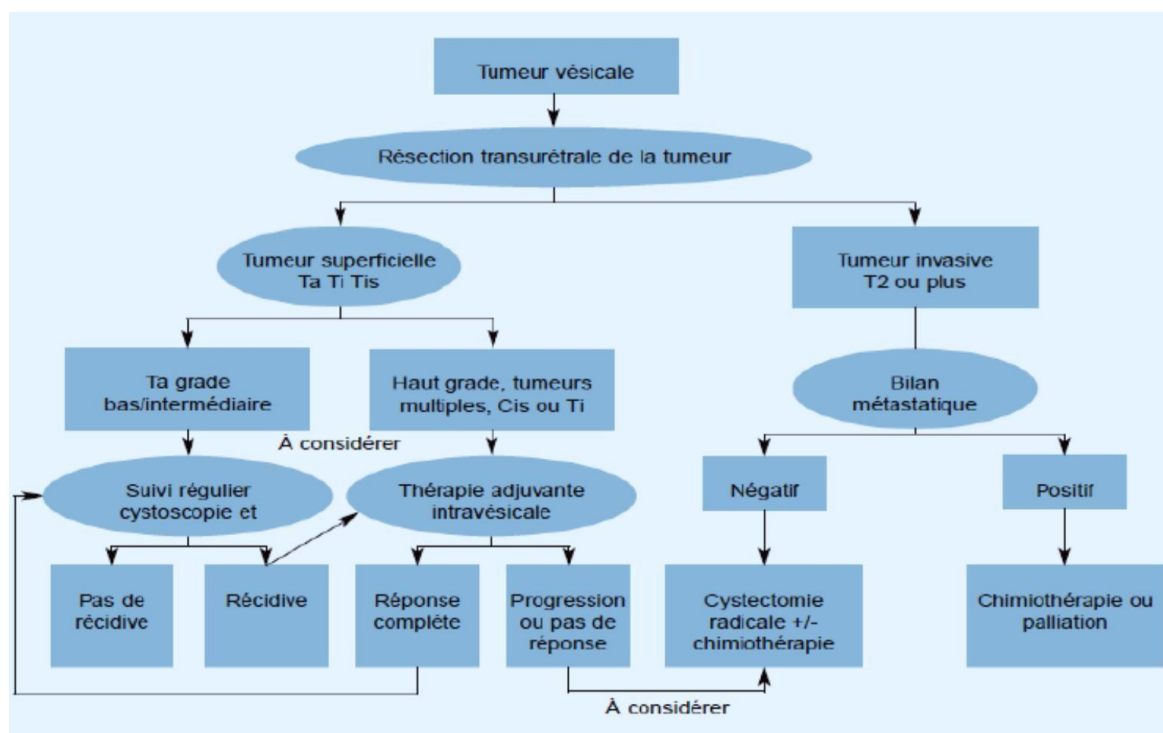 Tumeur vésicale
Résection transurétrale de la tumeur
Tumeur superficielle
Ta Ti Tis
Tumeur invasive
T2 ou plus
Ta grade
bas/intermédiaire
Haut grade, tumeurs
multiples, Cis ou Ti
Bilan
métastatique
À considérer
Suivi régulier
cystoscopie et
Thérapie adjuvante
intravésicale
Négatif
Positif
Pas de
récidive
Récidive
Réponse
complète
Progression
ou pas de
réponse
Cystectomie
radicale +/-
chimiothérapie
Chimiothérapie ou
palliation
À considérer